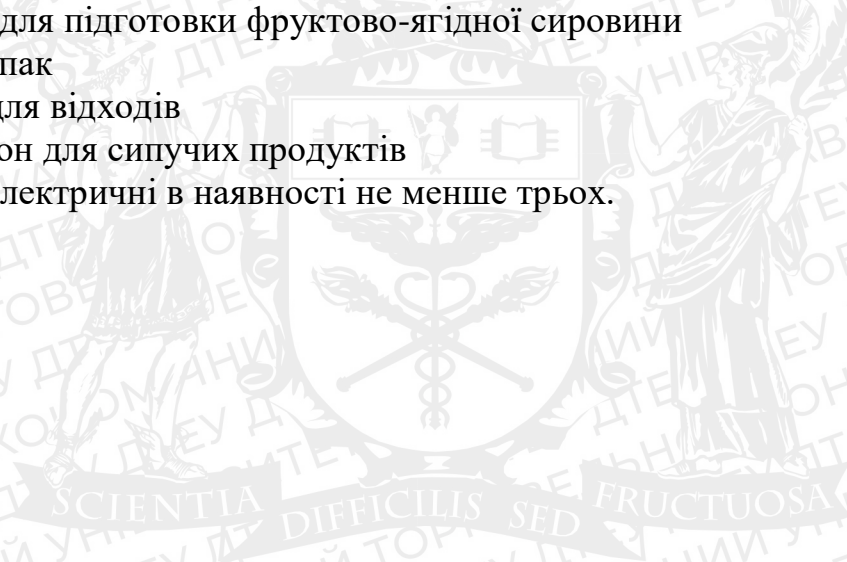 для підготовки фруктово-ягідної сировини
пак
для відходів
он для сипучих продуктів
лектричні в наявності не менше трьох.
SCIENTIA DIFFICILIS SED FRUCTUOSA